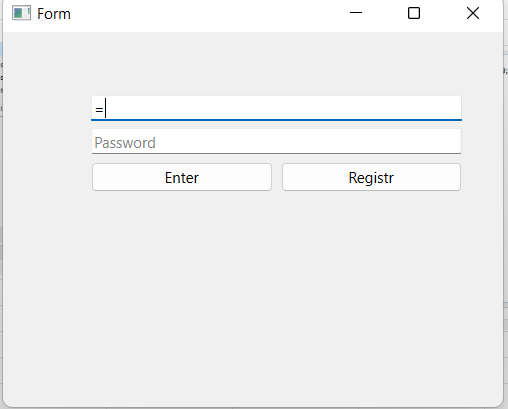 Form
=
Password
Enter Registr